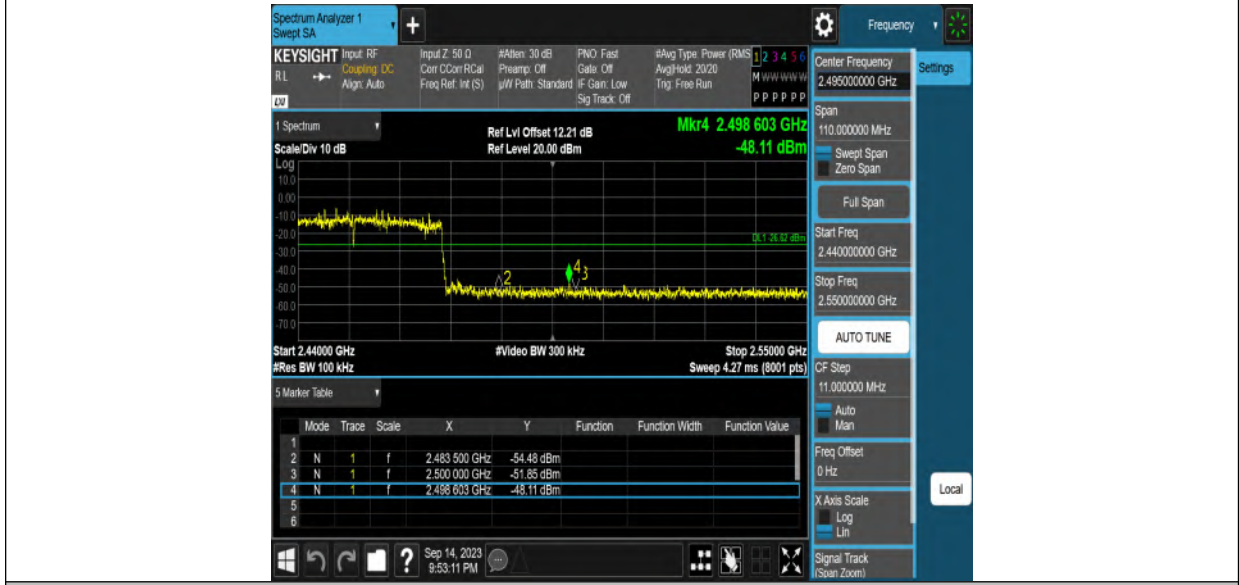 Spectrum Analyzer 1
Swept SA
+
Frequency
KEYSIGHT
RL
LXI
Input: RF
Coupling: DC
Align: Auto
Input Z: 50 Ω
Corr CCorr RCal
Freq Ref: Int (S)
#Atten: 30 dB
Preamp: Off
µW Path: Standard
PNO: Fast
Gate: Off
IF Gain: Low
Sig Track: Off
#Avg Type: Power (RMS
Avg|Hold: 20/20
Trig: Free Run
1 2 3 4 5 6
M W W W W W
P P P P P P
1 Spectrum
Scale/Div 10 dB
Ref Lvl Offset 12.21 dB
Ref Level 20.00 dBm
Mkr4 2.498 603 GHz
-48.11 dBm
Log
10.0
0.00
-10.0
-20.0
-30.0
-40.0
-50.0
-60.0
-70.0
DL1 -26.62 dBm
2
4
3
Start 2.44000 GHz
#Res BW 100 kHz
#Video BW 300 kHz
Stop 2.55000 GHz
Sweep 4.27 ms (8001 pts)
5 Marker Table
Mode Trace Scale X Y Function Function Width Function Value
1
2 N 1 f 2.483 500 GHz -54.48 dBm
3 N 1 f 2.500 000 GHz -51.85 dBm
4 N 1 f 2.498 603 GHz -48.11 dBm
5
6
?
Sep 14, 2023
9:53:11 PM
Center Frequency
2.495000000 GHz
Span
110.000000 MHz
Swept Span
Zero Span
Full Span
Start Freq
2.440000000 GHz
Stop Freq
2.550000000 GHz
AUTO TUNE
CF Step
11.000000 MHz
Auto
Man
Freq Offset
0 Hz
X Axis Scale
Log
Lin
Signal Track
(Span Zoom)
Settings
Local